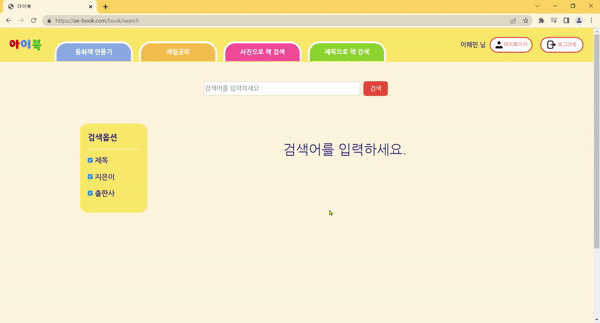 아이북
https://ae-book.com/book/search
아이북
동화책 만들기
색칠공부
사진으로 책 검색
제목으로 책 검색
이해민 님
마이페이지
로그아웃
검색어를 입력하세요
검색
검색옵션
제목
지은이
출판사
검색어를 입력하세요.